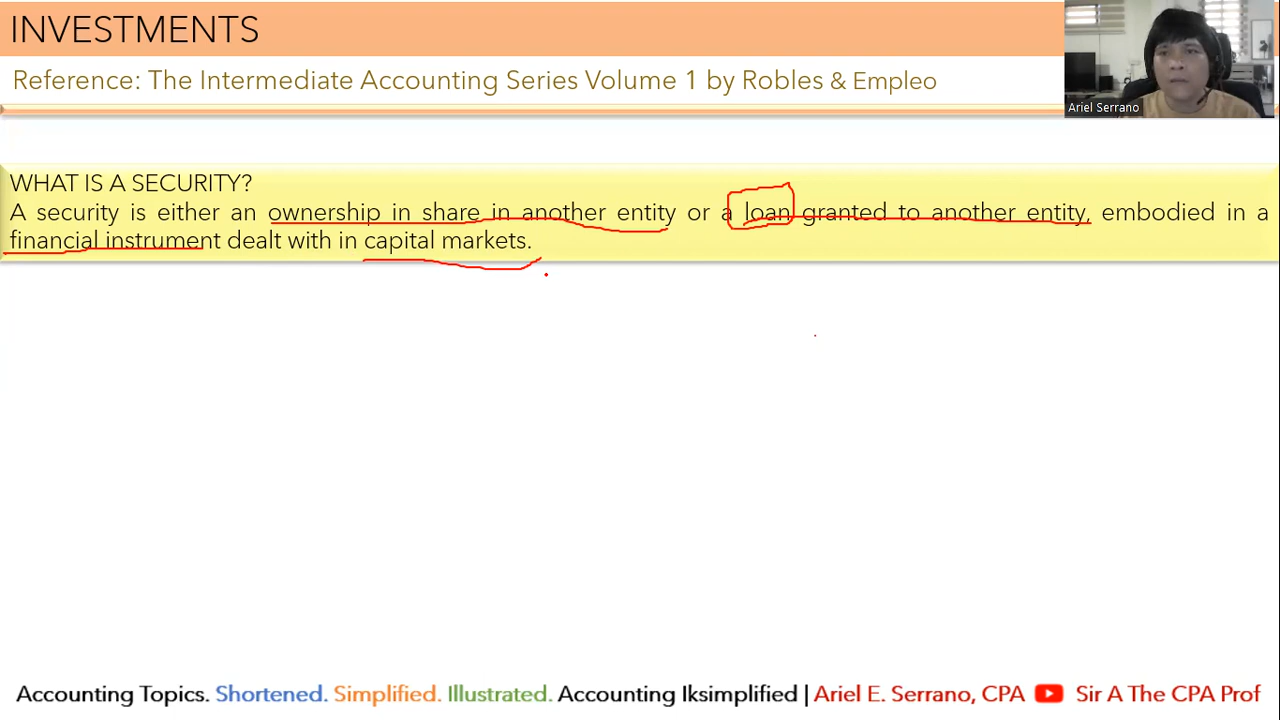 INVESTMENTS
Reference: The Intermediate Accounting Series Volume 1 by Robles & Empleo
Ariel Serrano
WHAT IS A SECURITY?
A security is either an ownership in share in another entity or a loan granted to another entity, embodied in a
financial instrument dealt with in capital markets.
Accounting Topics. Shortened. Simplified. Illustrated. Accounting Iksimplified | Ariel E. Serrano, CPA Sir A The CPA Prof